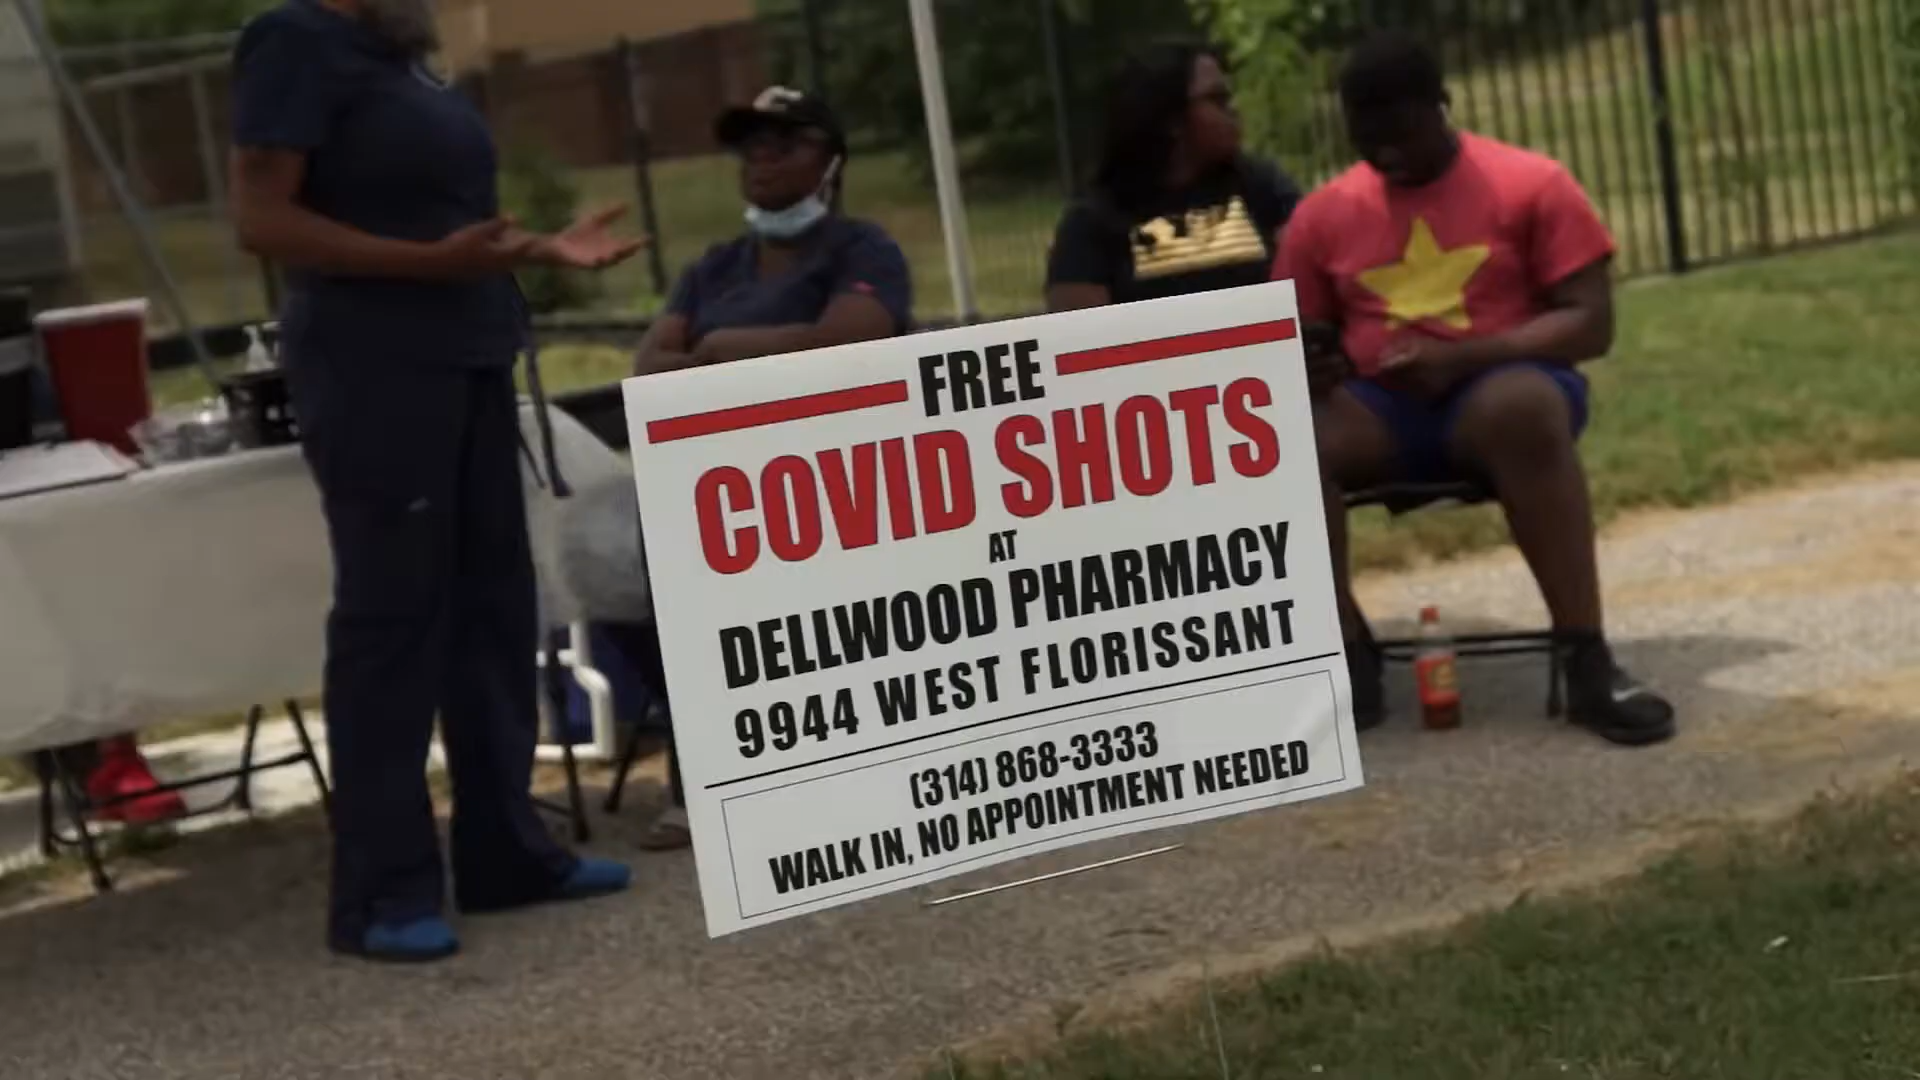 FREE
COVID SHOTS
AT
DELLWOOD PHARMACY
9944 WEST FLORISSANT
(314) 868-3333
WALK IN, NO APPOINTMENT NEEDED